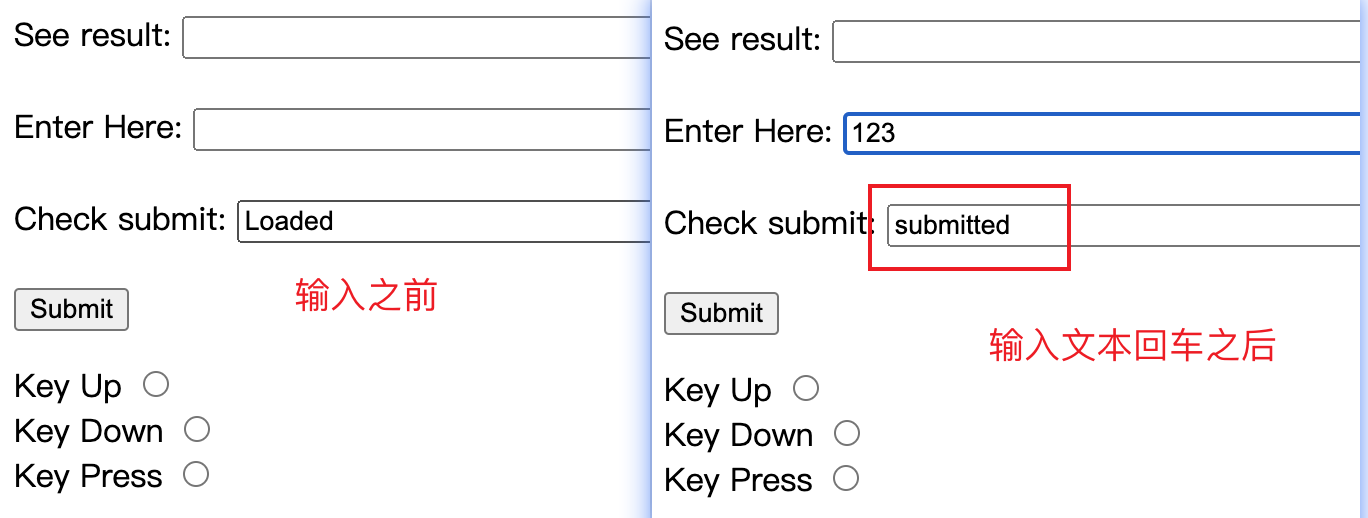 See result:
Enter Here:
Check submit: Loaded
输入之前
Submit
Key Up
Key Down
Key Press
See result:
Enter Here: 123
Check submit: submitted
Submit
输入文本回车之后
Key Up
Key Down
Key Press